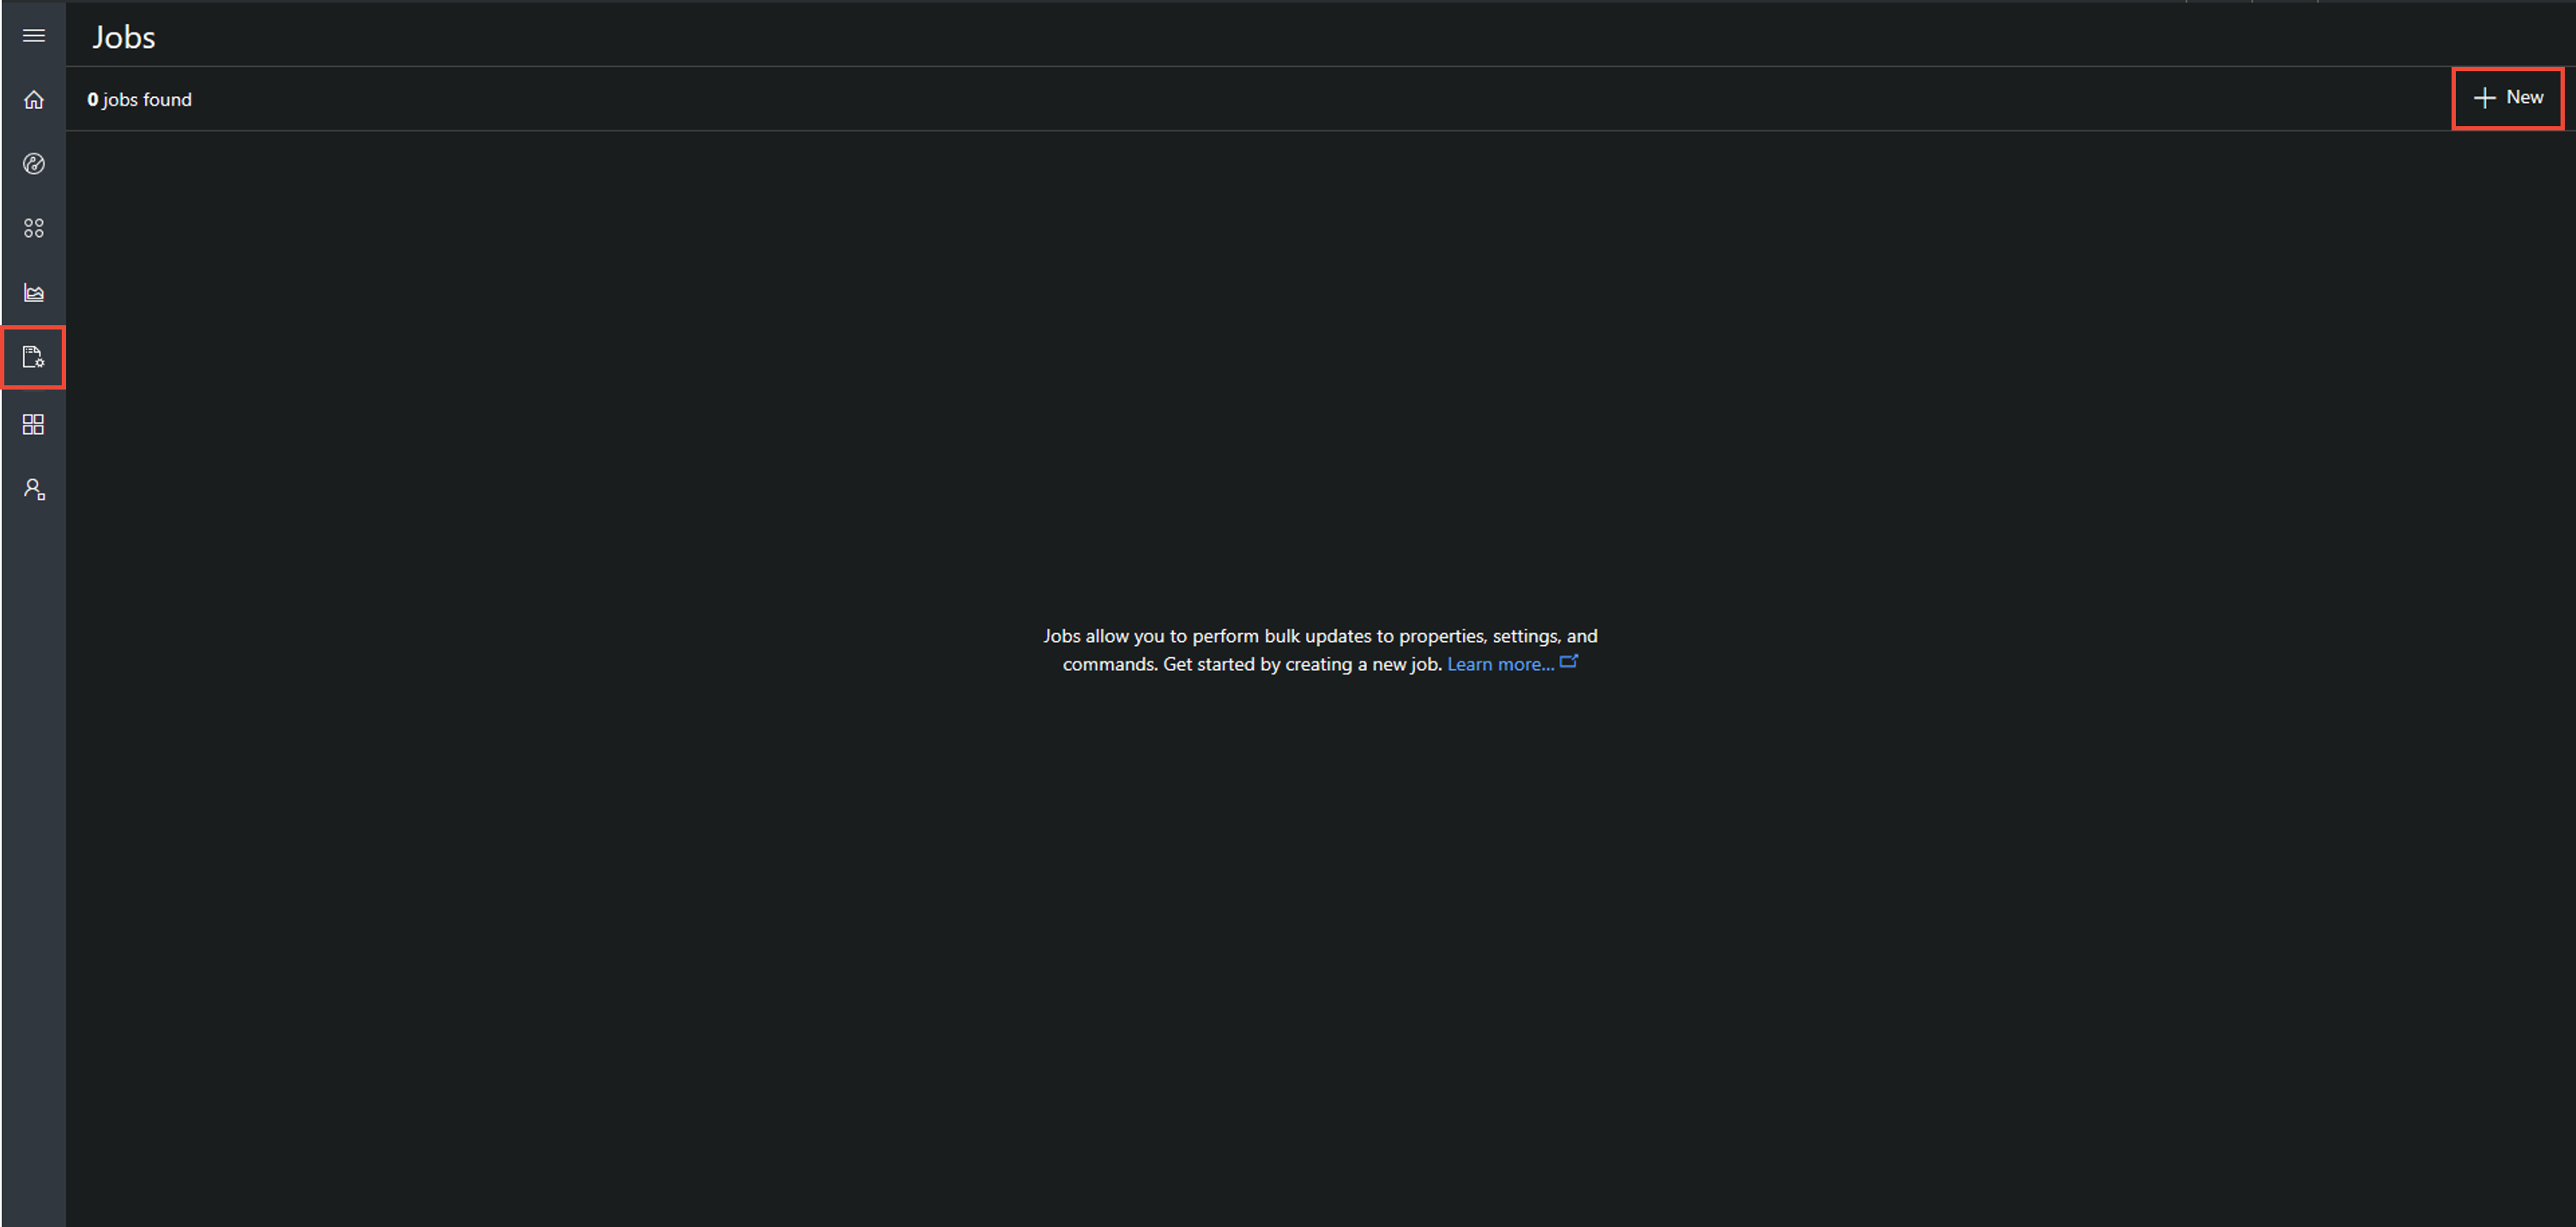 Jobs
0 jobs found
New
Jobs allow you to perform bulk updates to properties, settings, and
commands. Get started by creating a new job. Learn more...